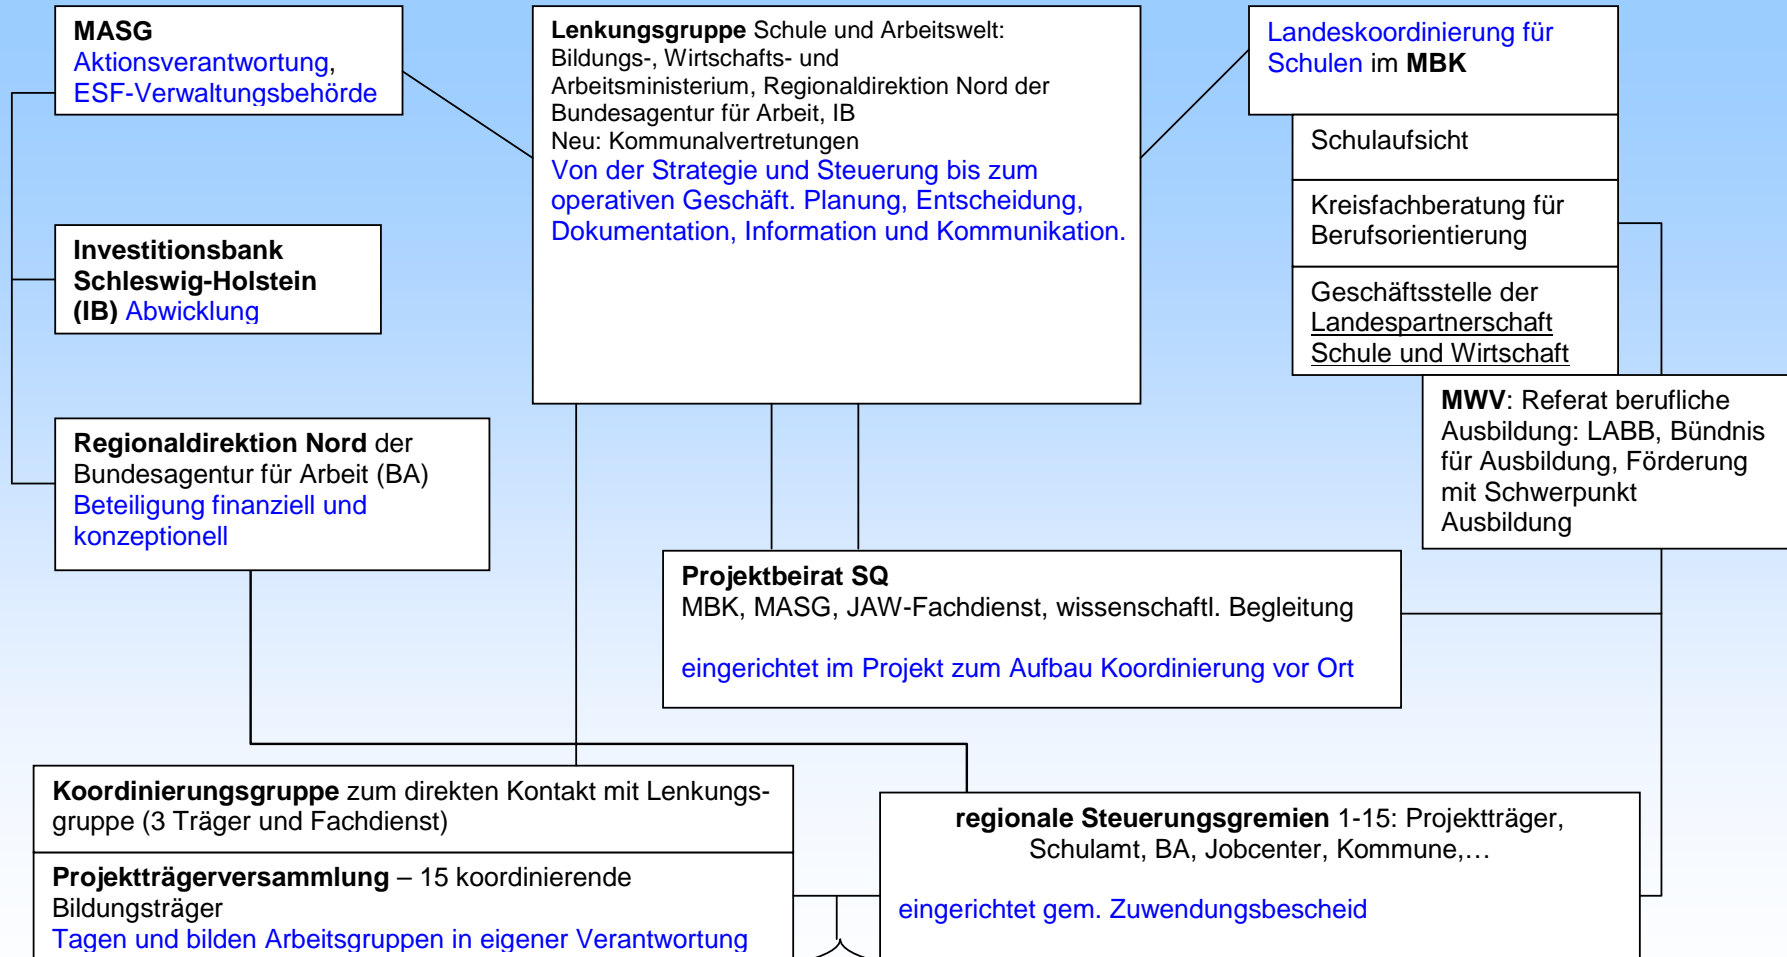 MASG
Aktionsverantwortung,
ESF-Verwaltungsbehörde
Lenkungsgruppe Schule und Arbeitswelt:
Bildungs-, Wirtschafts- und
Arbeitsministerium, Regionaldirektion Nord der
Bundesagentur für Arbeit, IB
Neu: Kommunalvertretungen
Von der Strategie und Steuerung bis zum
operativen Geschäft. Planung, Entscheidung,
Dokumentation, Information und Kommunikation.
Landeskoordinierung für
Schulen im MBK
Schulaufsicht
Kreisfachberatung für
Berufsorientierung
Geschäftsstelle der
Landespartnerschaft
Schule und Wirtschaft
Investitionsbank
Schleswig-Holstein
(IB) Abwicklung
MWV: Referat berufliche
Ausbildung: LABB, Bündnis
für Ausbildung, Förderung
mit Schwerpunkt
Ausbildung
Regionaldirektion Nord der
Bundesagentur für Arbeit (BA)
Beteiligung finanziell und
konzeptionell
Projektbeirat SQ
MBK, MASG, JAW-Fachdienst, wissenschaftl. Begleitung
eingerichtet im Projekt zum Aufbau Koordinierung vor Ort
Koordinierungsgruppe zum direkten Kontakt mit Lenkungs-
gruppe (3 Träger und Fachdienst)
Projektträgerversammlung – 15 koordinierende
Bildungsträger
Tagen und bilden Arbeitsgruppen in eigener Verantwortung
regionale Steuerungsgremien 1-15: Projektträger,
Schulamt, BA, Jobcenter, Kommune,…
eingerichtet gem. Zuwendungsbescheid